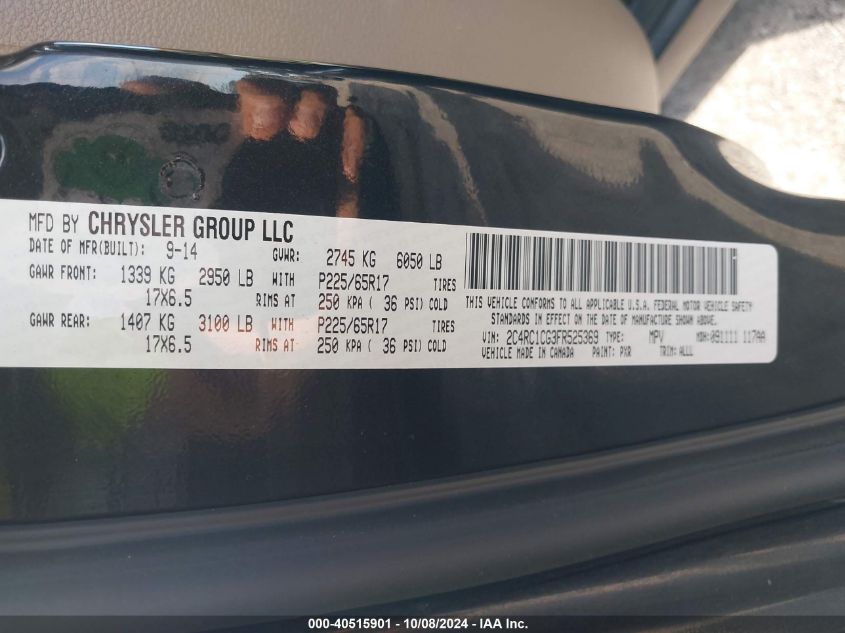 MFD BY CHRYSLER GROUP LLC
DATE OF MFR(BUILT): 9-14 GVWR: 2745 KG 6050 LB
GAWR FRONT: 1339 KG 2950 LB WITH P225/65R17 TIRES
17X6.5 RIMS AT 250 KPA ( 36 PSI) COLD
GAWR REAR: 1407 KG 3100 LB WITH P225/65R17 TIRES
17X6.5 RIMS AT 250 KPA ( 36 PSI) COLD
THIS VEHICLE CONFORMS TO ALL APPLICABLE U.S.A. FEDERAL MOTOR VEHICLE SAFETY
STANDARDS IN EFFECT ON THE DATE OF MANUFACTURE SHOWN ABOVE.
VIN: 2C4RC1CG3FR525369 TYPE: MPV MDH: 091111 117AA
VEHICLE MADE IN CANADA PAINT: PXR TRIM: ALLL
000-40515901 - 10/08/2024 - IAA Inc.